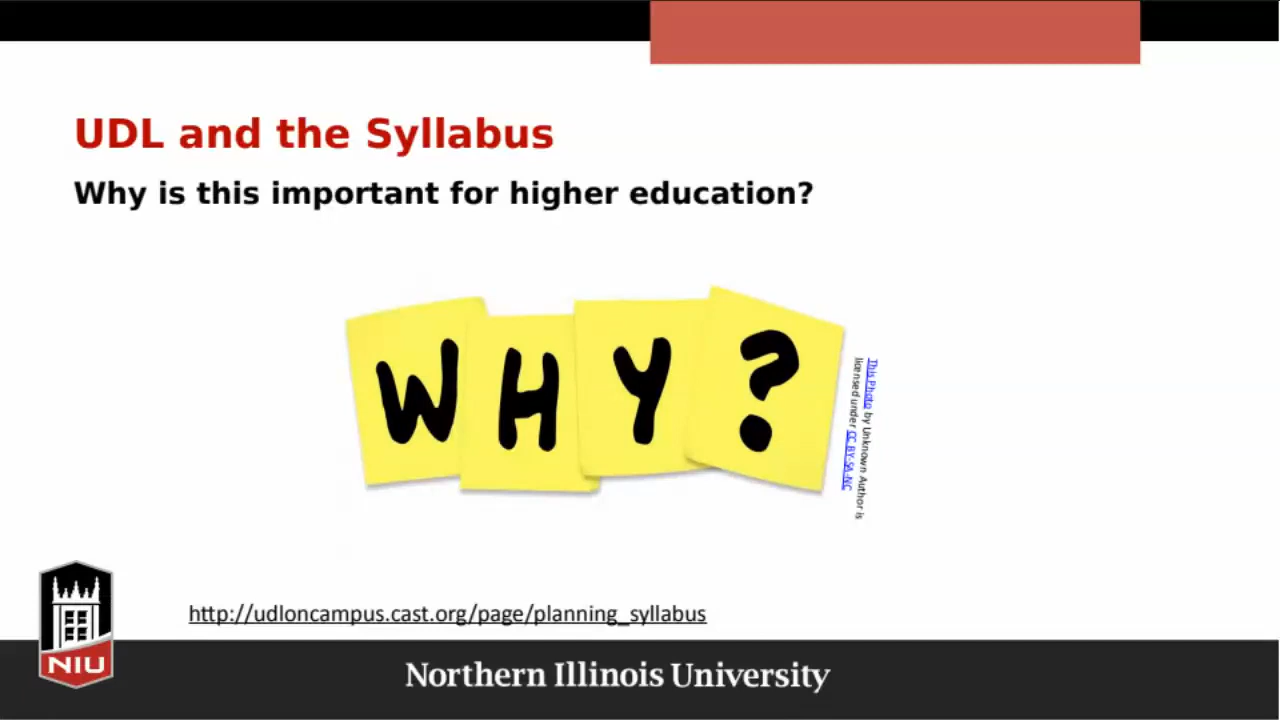 UDL and the Syllabus
Why is this important for higher education?
WHY?
This Photo by Unknown Author is
licensed under CC BY-SA-NC
http://udloncampus.cast.org/page/planning_syllabus
NIU
Northern Illinois University